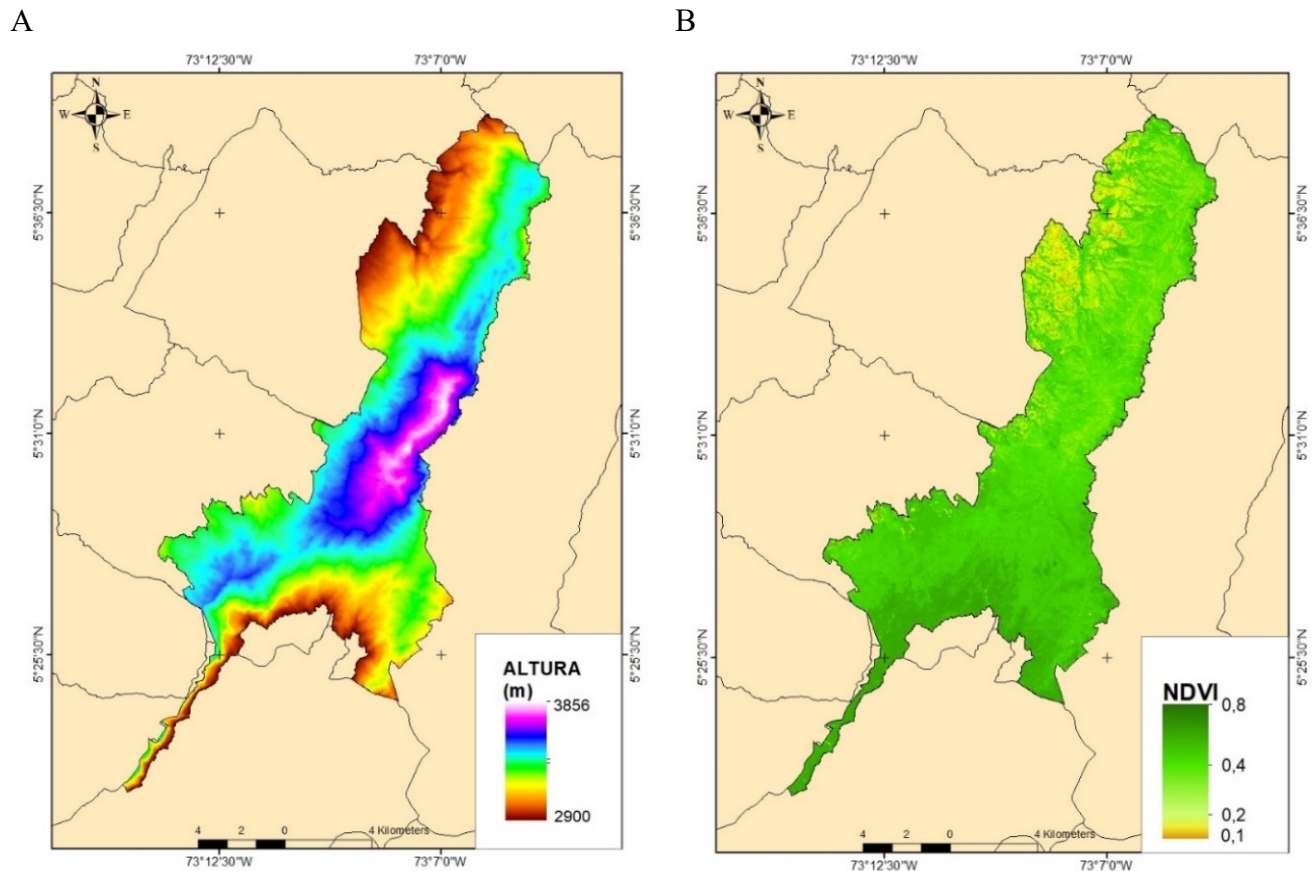 A
73°12'30"W 73°7'0"W
N
W E
S
5°36'30"N 5°36'30"N
5°31'0"N 5°31'0"N
5°25'30"N 5°25'30"N
ALTURA
(m)
3856
2900
4 2 0 4 Kilometers
73°12'30"W 73°7'0"W
B
73°12'30"W 73°7'0"W
N
W E
S
5°36'30"N 5°36'30"N
5°31'0"N 5°31'0"N
5°25'30"N 5°25'30"N
NDVI
0,8
0,4
0,2
0,1
4 2 0 4 Kilometers
73°12'30"W 73°7'0"W